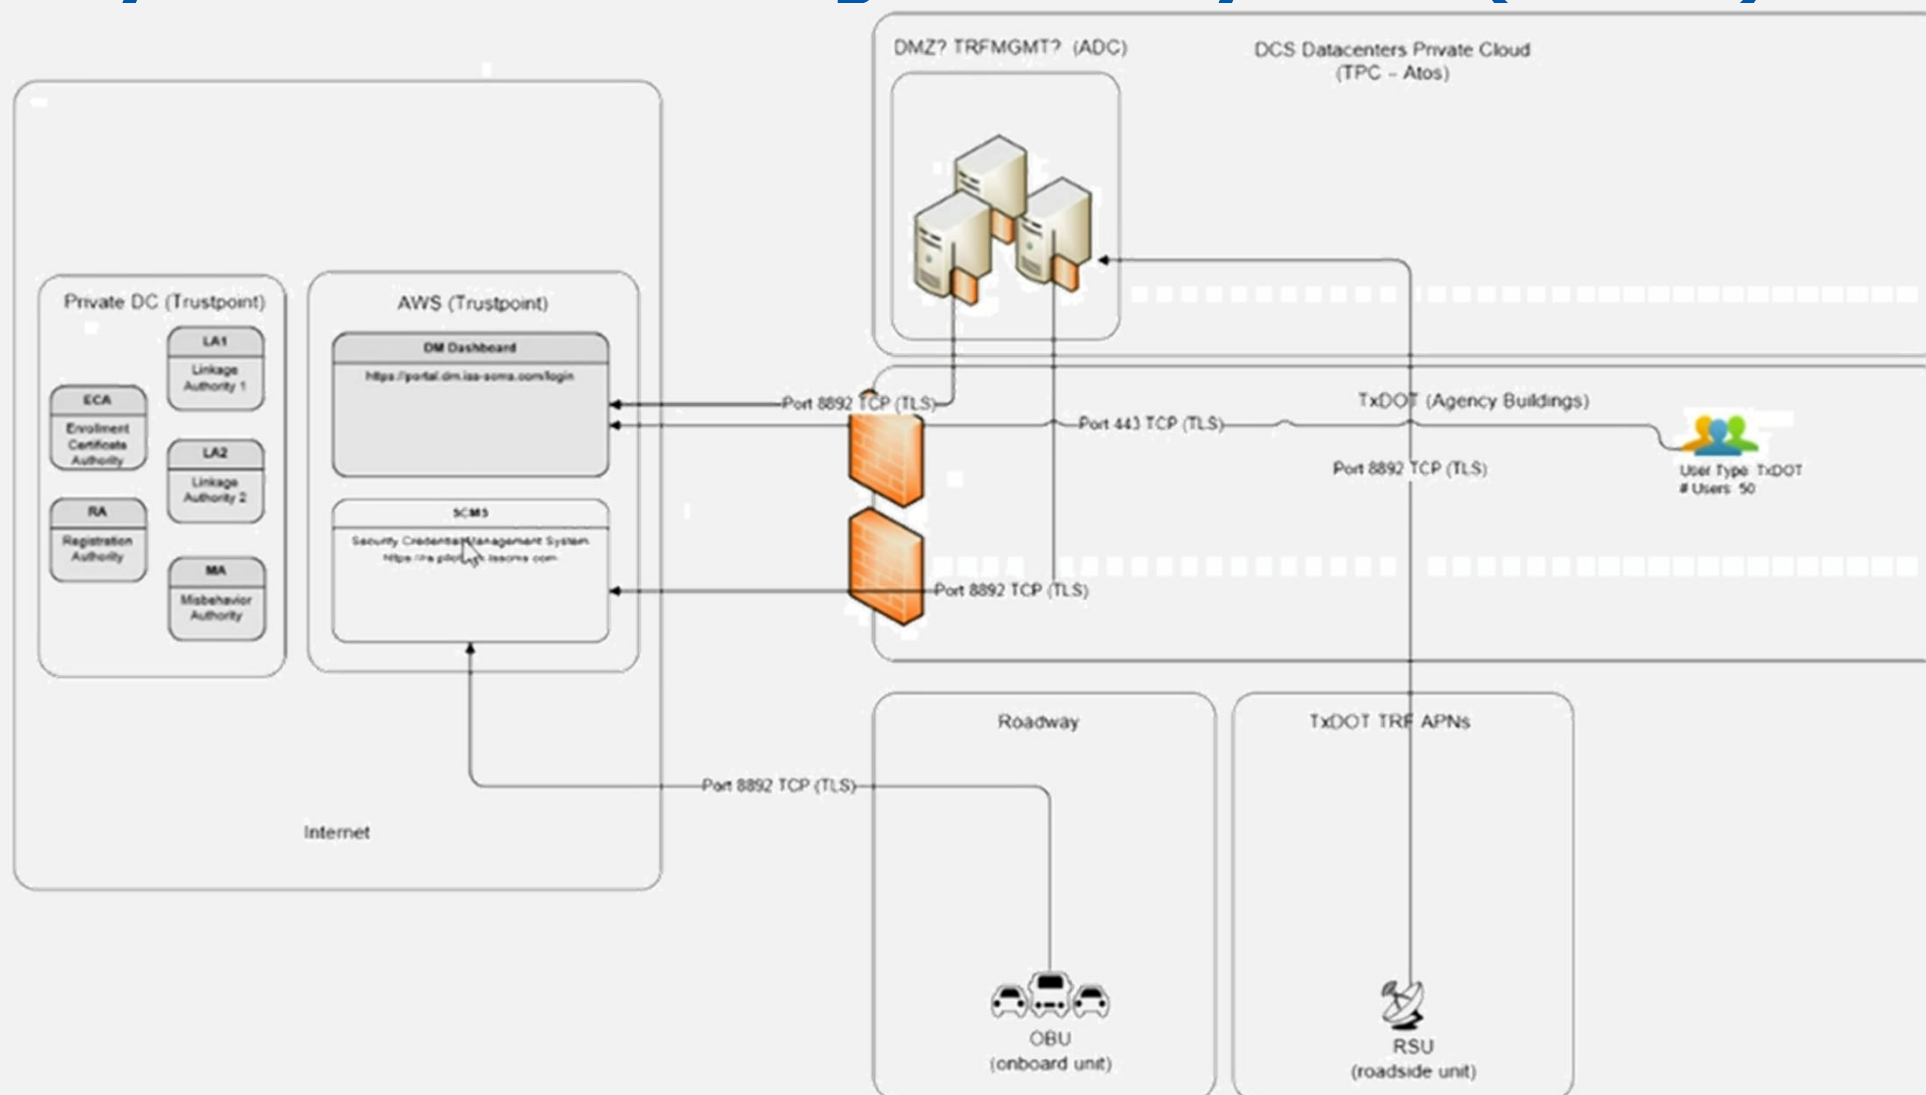 DMZ? TRFMGMT? (ADC)
DCS Datacenters Private Cloud
(TPC - Atos)
Private DC (Trustpoint)
LA1
Linkage
Authority 1
ECA
Enrollment
Certificate
Authority
LA2
Linkage
Authority 2
RA
Registration
Authority
MA
Misbehavior
Authority
AWS (Trustpoint)
DM Dashboard
SCMS
Security Credential Management System
Internet
Port 8892 TCP (TLS)
Port 443 TCP (TLS)
TxDOT (Agency Buildings)
Port 8892 TCP (TLS)
User Type TxDOT
# Users 50
Port 8892 TCP (TLS)
Port 8892 TCP (TLS)
Roadway
OBU
(onboard unit)
TxDOT TRF APNs
RSU
(roadside unit)